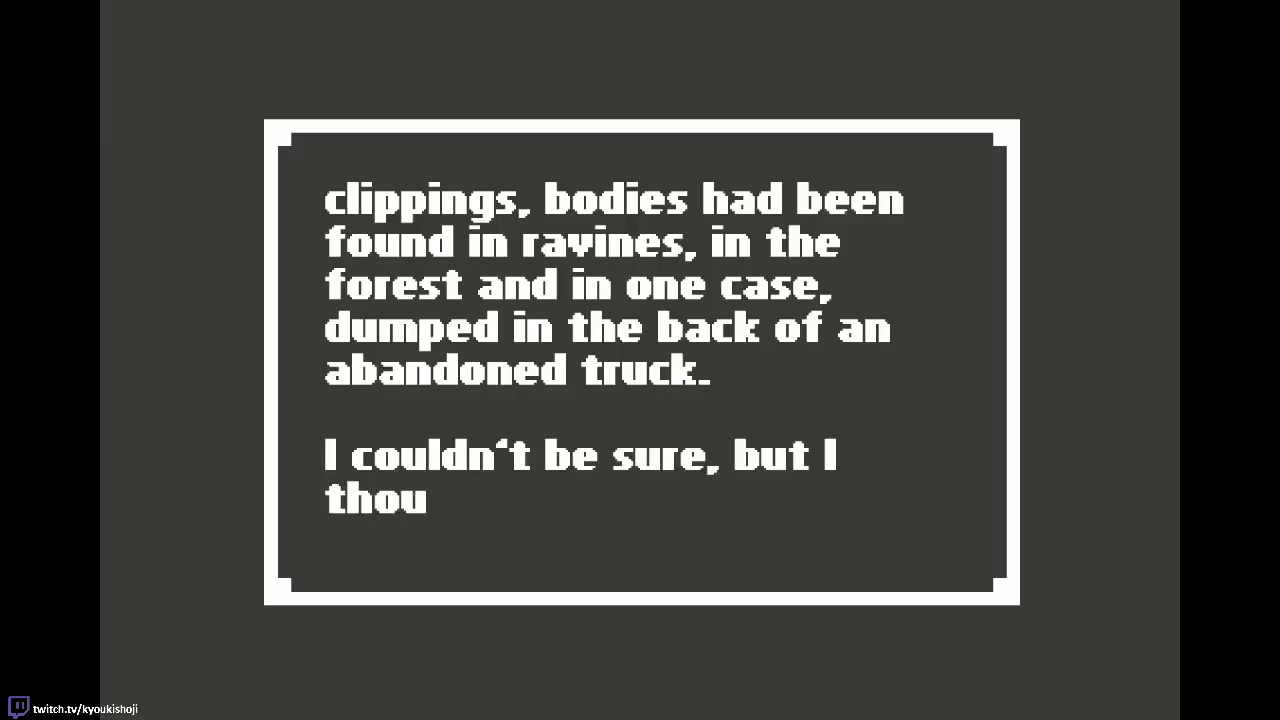 clippings, bodies had been
found in ravines, in the
forest and in one case,
dumped in the back of an
abandoned truck.
I couldn't be sure, but I
thou
twitch.tv/kyoukishoji